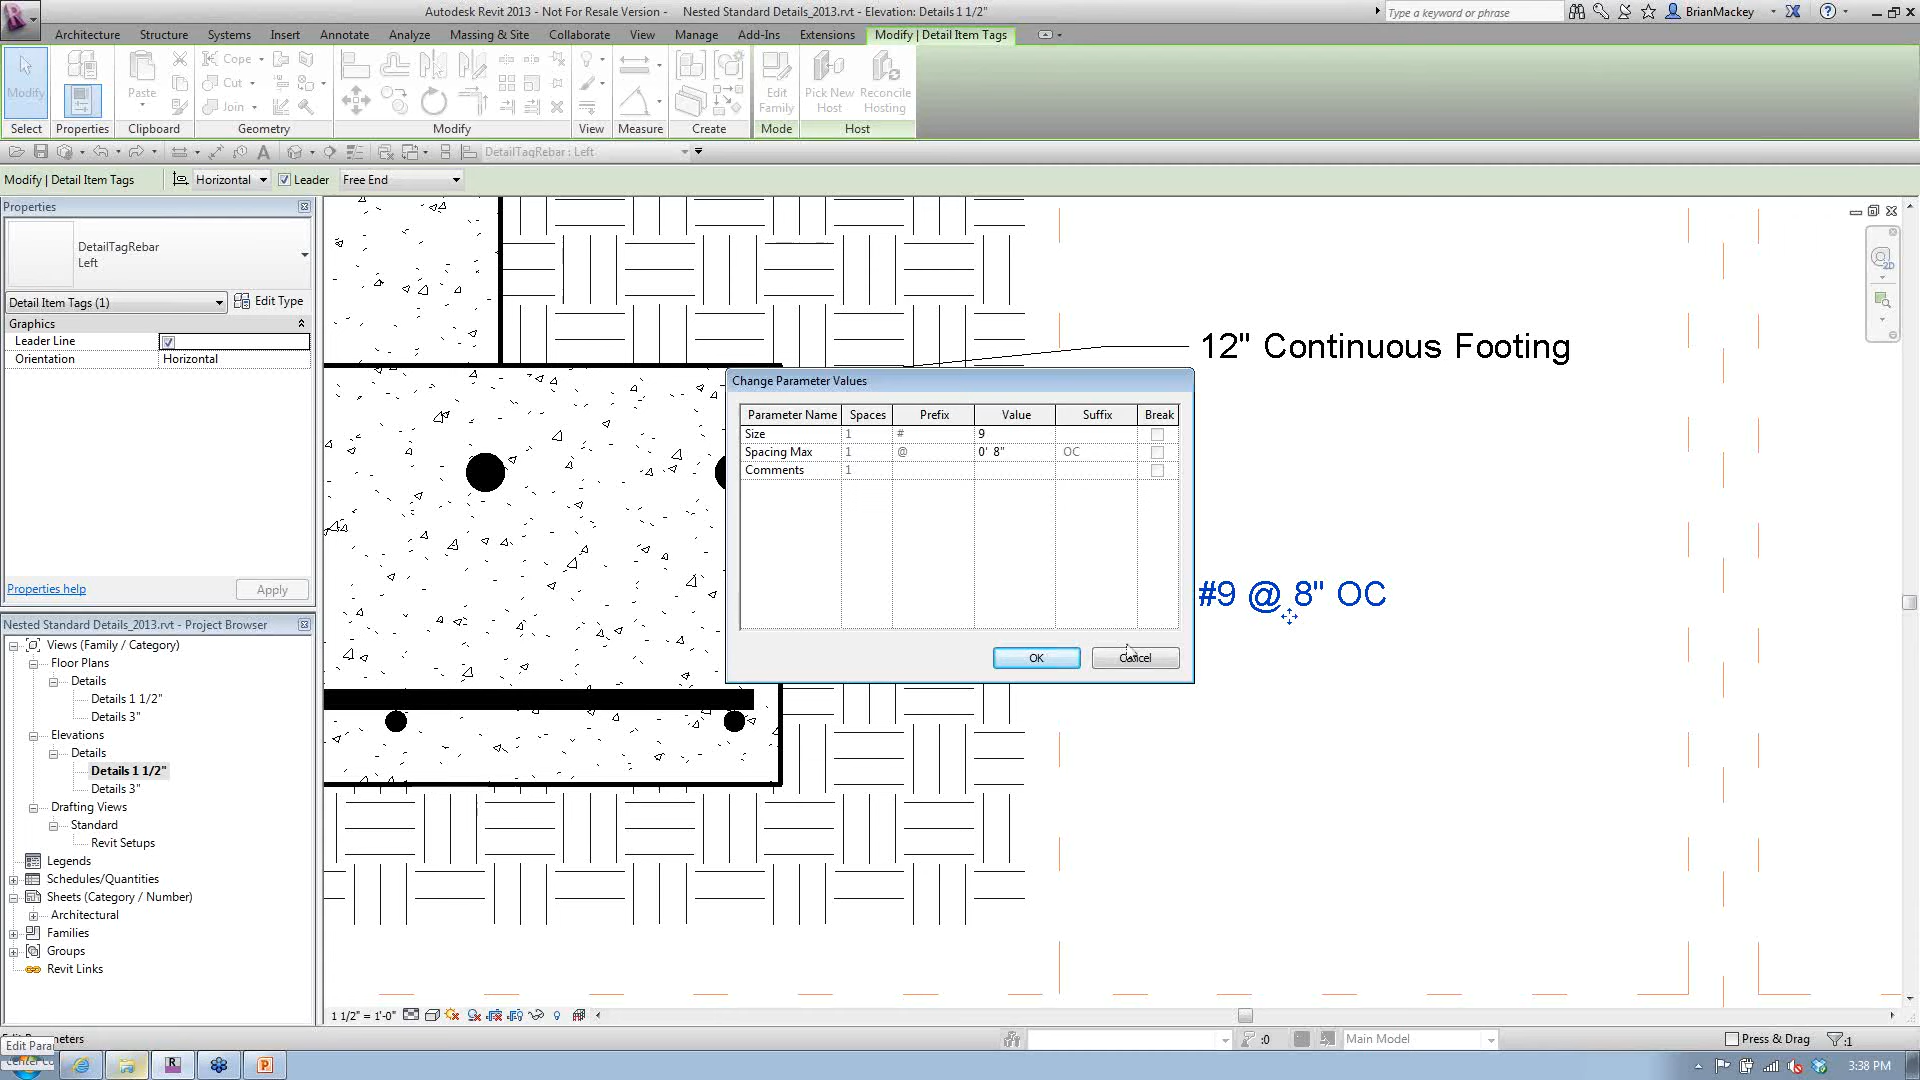 Autodesk Revit 2013 - Not For Resale Version - Nested Standard Details_2013.rvt - Elevation: Details 1 1/2"
Type a keyword or phrase
BrianMackey
Architecture Structure Systems Insert Annotate Analyze Massing & Site Collaborate View Manage Add-Ins Extensions Modify | Detail Item Tags
Modify
Paste
Cope
Cut
Join
Edit Family
Pick New Host
Reconcile Hosting
Select Properties Clipboard Geometry Modify View Measure Create Mode Host
DetailTagRebar : Left
Modify | Detail Item Tags
Horizontal
Leader
Free End
Properties
DetailTagRebar
Left
Detail Item Tags (1)
Edit Type
Graphics
Leader Line
Orientation Horizontal
Properties help
Apply
Nested Standard Details_2013.rvt - Project Browser
Views (Family / Category)
Floor Plans
Details
Details 1 1/2"
Details 3"
Elevations
Details
Details 1 1/2"
Details 3"
Drafting Views
Standard
Revit Setups
Legends
Schedules/Quantities
Sheets (Category / Number)
Architectural
Families
Groups
Revit Links
12" Continuous Footing
Change Parameter Values
Parameter Name Spaces Prefix Value Suffix Break
Size 1 # 9
Spacing Max 1 @ 0' 8" OC
Comments 1
OK
Cancel
#9 @ 8" OC
2D
1 1/2" = 1'-0"
Edit Para
meters
:0
Main Model
Press & Drag
:1
3:38 PM